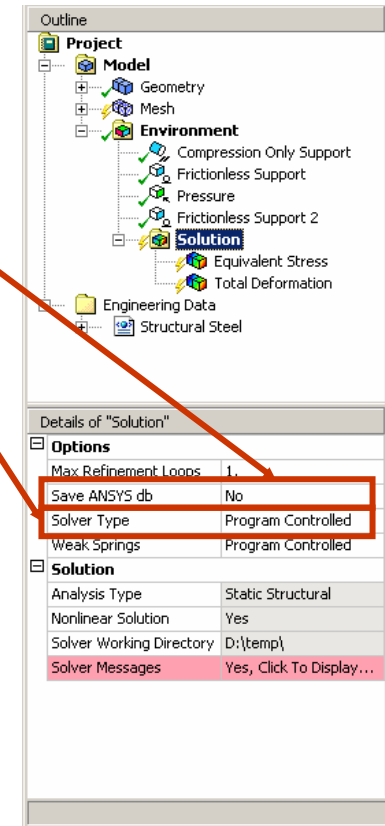 Outline
Project
Model
Geometry
Mesh
Environment
Compression Only Support
Frictionless Support
Pressure
Frictionless Support 2
Solution
Equivalent Stress
Total Deformation
Engineering Data
Structural Steel
Details of "Solution"
Options
Max Refinement Loops 1.
Save ANSYS db No
Solver Type Program Controlled
Weak Springs Program Controlled
Solution
Analysis Type Static Structural
Nonlinear Solution Yes
Solver Working Directory D:\temp\
Solver Messages Yes, Click To Display...